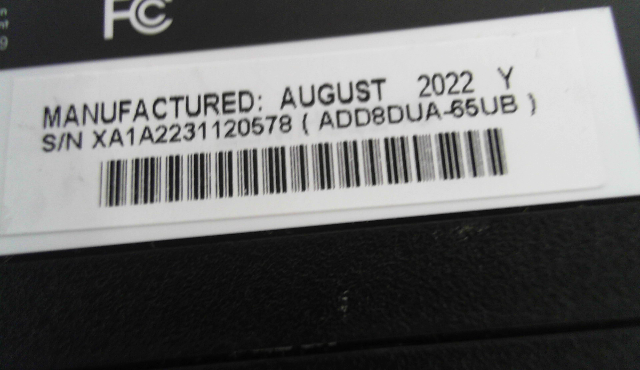 FC
MANUFACTURED: AUGUST 2022 Y
S/N XA1A2231120578 ( ADD8DUA-65UB )